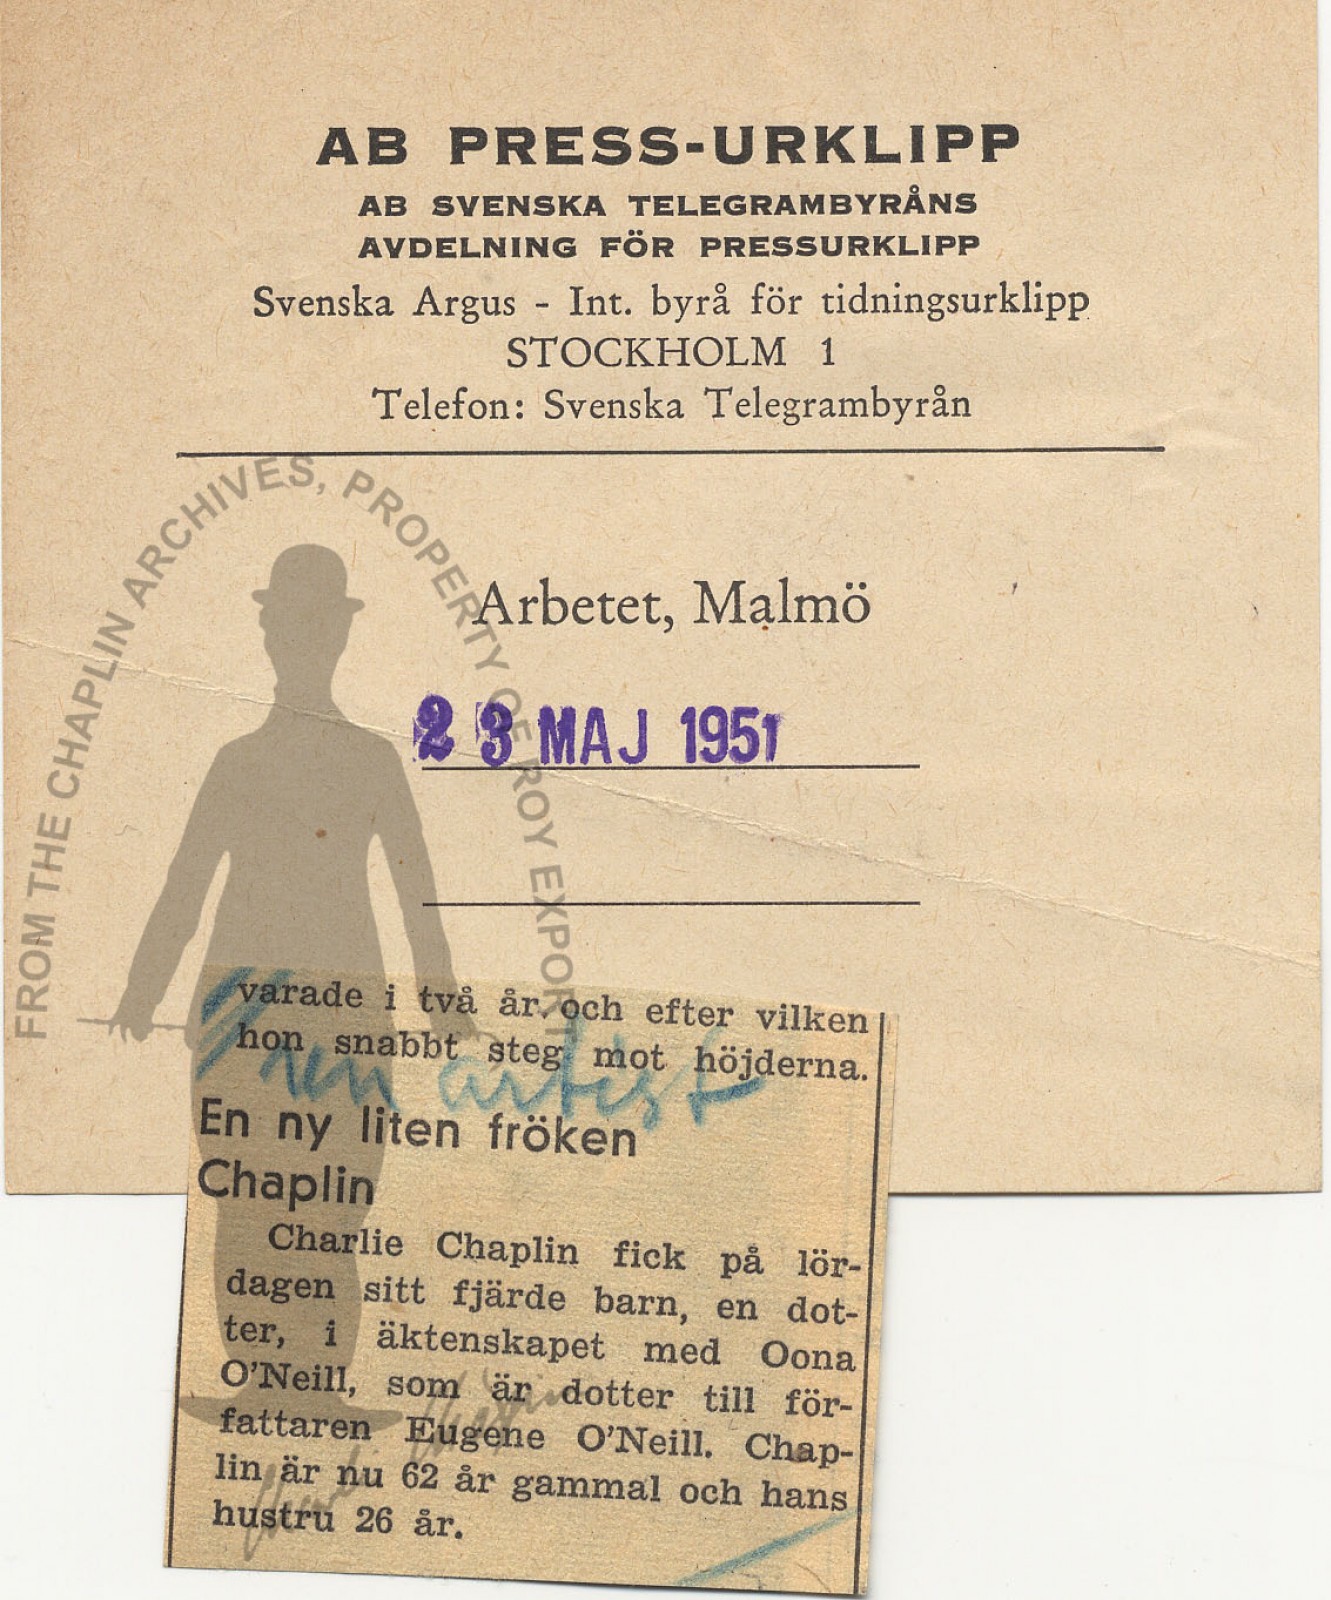 AB PRESS-URKLIPP
AB SVENSKA TELEGRAMBYRÅNS
AVDELNING FÖR PRESSURKLIPP
Svenska Argus - Int. byrå för tidningsurklipp
STOCKHOLM 1
Telefon: Svenska Telegrambyrån
FROM THE CHAPLIN ARCHIVES, PROPERTY OF ROY EXPORT
Arbetet, Malmö
23 MAJ 1951
varade i två år och efter vilken
hon snabbt steg mot höjderna.
artist
En ny liten fröken
Chaplin
Charlie Chaplin fick på lör-
dagen sitt fjärde barn, en dot-
ter, i äktenskapet med Oona
O'Neill, som är dotter till för-
fattaren Eugene O'Neill. Chap-
lin är nu 62 år gammal och hans
hustru 26 år.